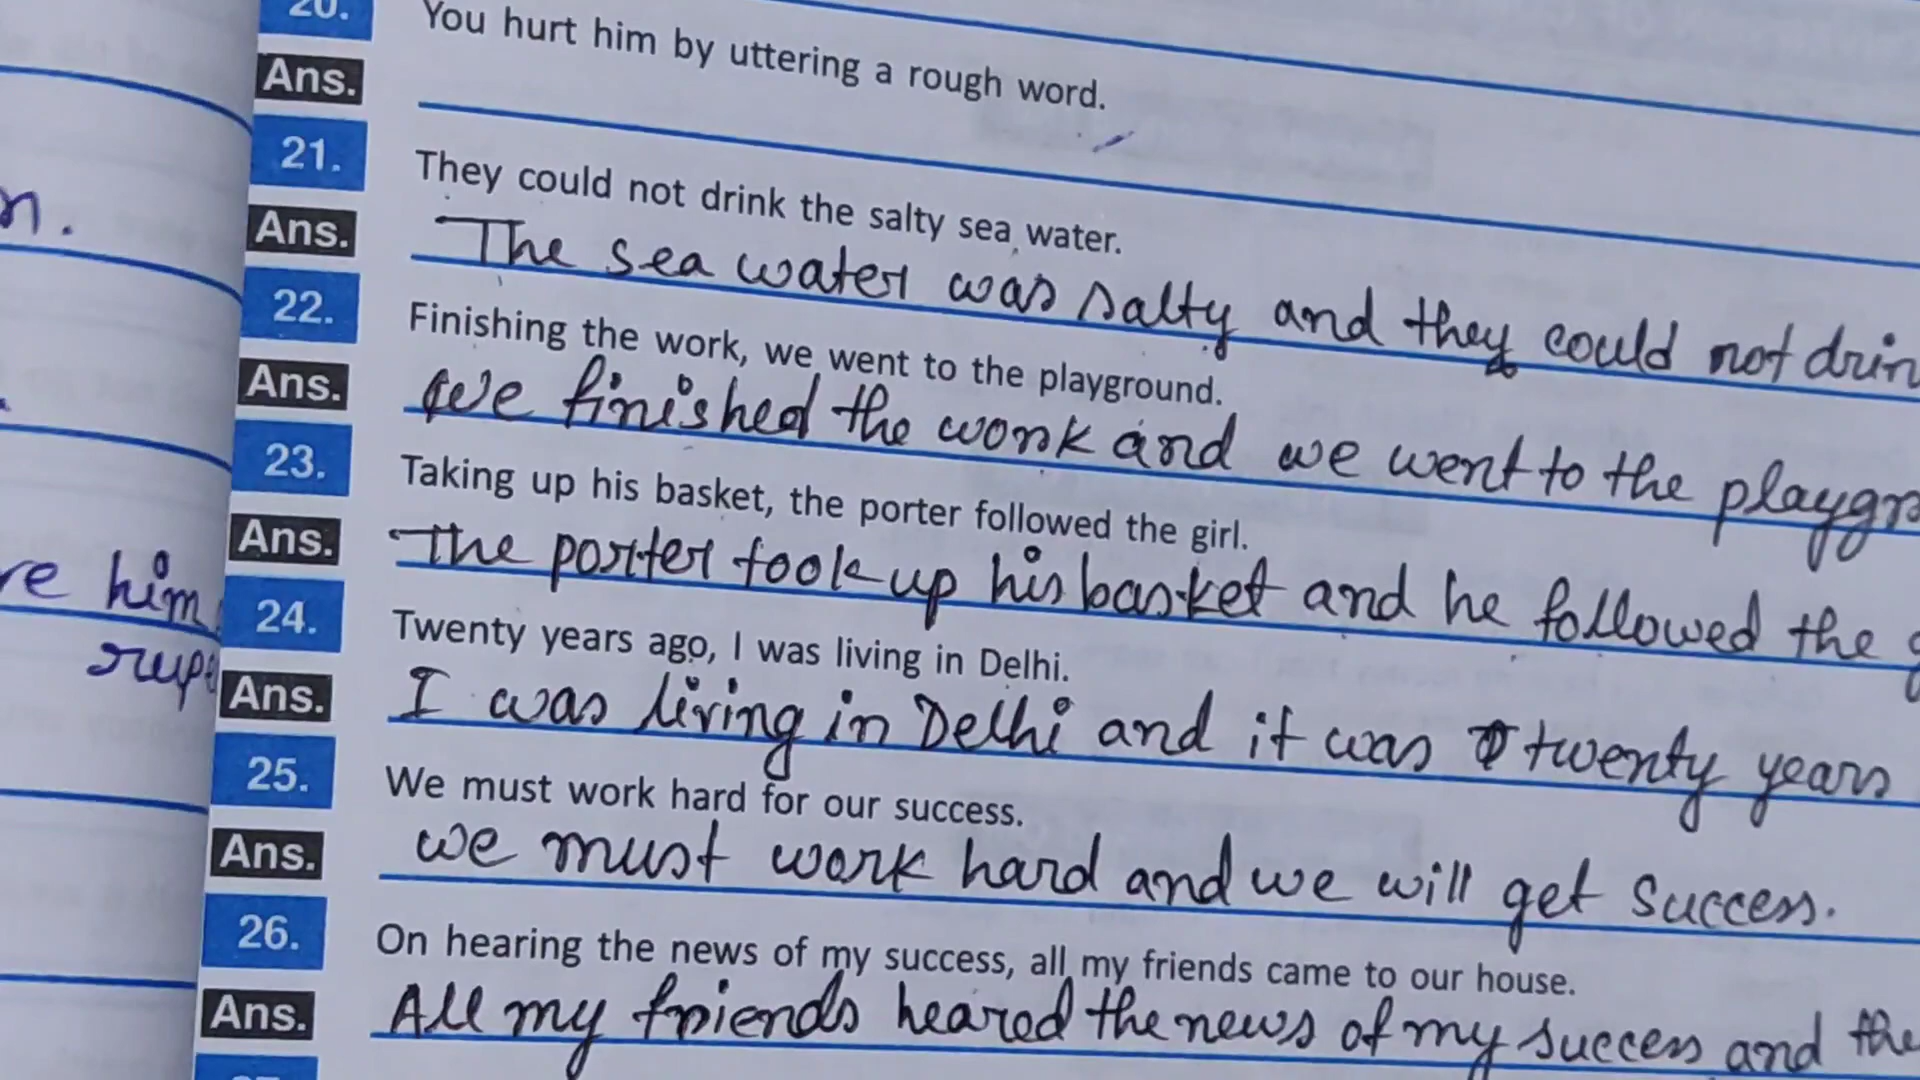 20. You hurt him by uttering a rough word.
Ans.
21. They could not drink the salty sea water.
n.
Ans. The sea water was salty and they could not drin
22. Finishing the work, we went to the playground.
Ans. We finished the work and we went to the playgr
23. Taking up his basket, the porter followed the girl.
Ans. The porter took up his basket and he followed the g
re him
24. Twenty years ago, I was living in Delhi.
rup
Ans. I was living in Delhi and it was twenty years
25. We must work hard for our success.
Ans. we must work hard and we will get success.
26. On hearing the news of my success, all my friends came to our house.
Ans. All my friends heared the news of my success and the